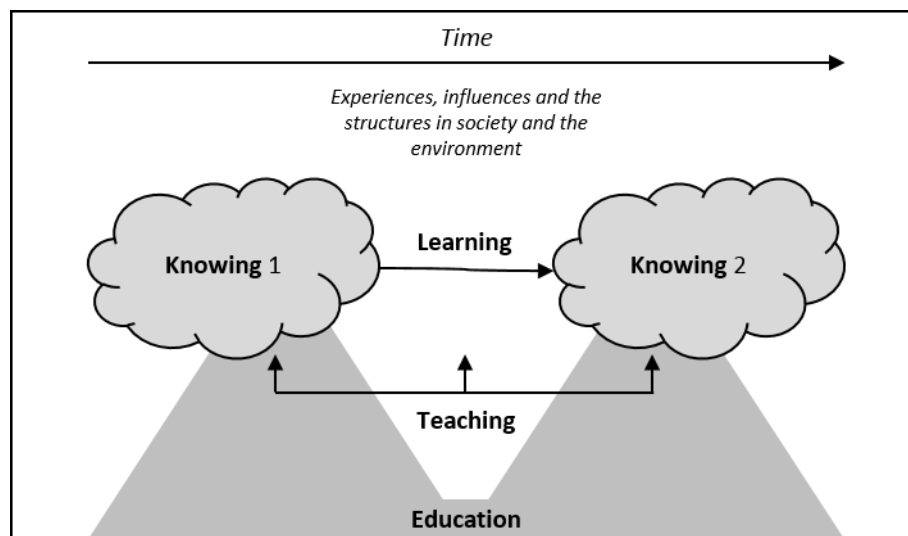 Time
Experiences, influences and the
structures in society and the
environment
Learning
Knowing 1
Knowing 2
Teaching
Education